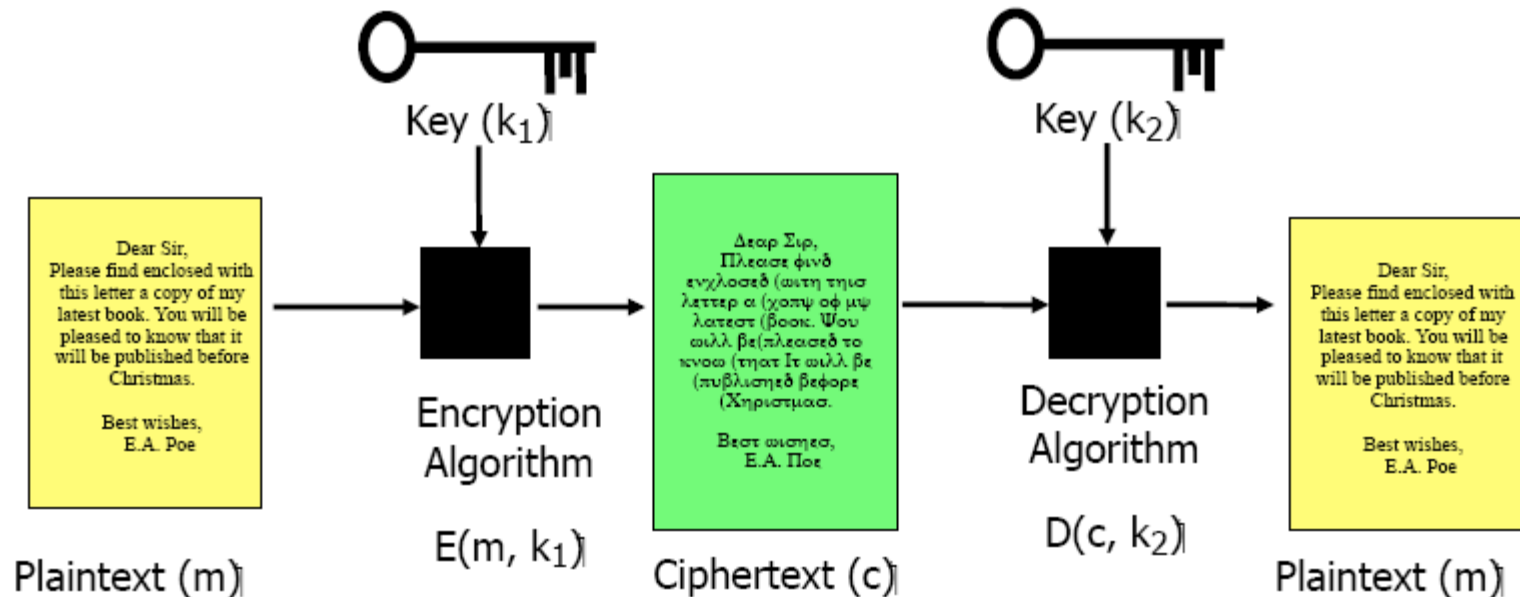 Key (k₁)
Key (k₂)
Dear Sir,
Please find enclosed with
this letter a copy of my
latest book. You will be
pleased to know that it
will be published before
Christmas.
Best wishes,
E.A. Poe
Plaintext (m)
Encryption
Algorithm
E(m, k₁)
Δεαρ Σιρ,
Πλεασε φινδ
ενχλοσεδ (ωιτη τηισ
λεττερ α (χοπψ οφ μψ
λατεστ (βοοκ. Ψου
ωιλλ βε(πλεασεδ το
κνοω (τηατ Ιτ ωιλλ βε
(πυβλισηεδ βεφορε
(Χηριστμασ.
Βεστ ωισηεσ,
Ε.Α. Ποε
Ciphertext (c)
Decryption
Algorithm
D(c, k₂)
Dear Sir,
Please find enclosed with
this letter a copy of my
latest book. You will be
pleased to know that it
will be published before
Christmas.
Best wishes,
E.A. Poe
Plaintext (m)